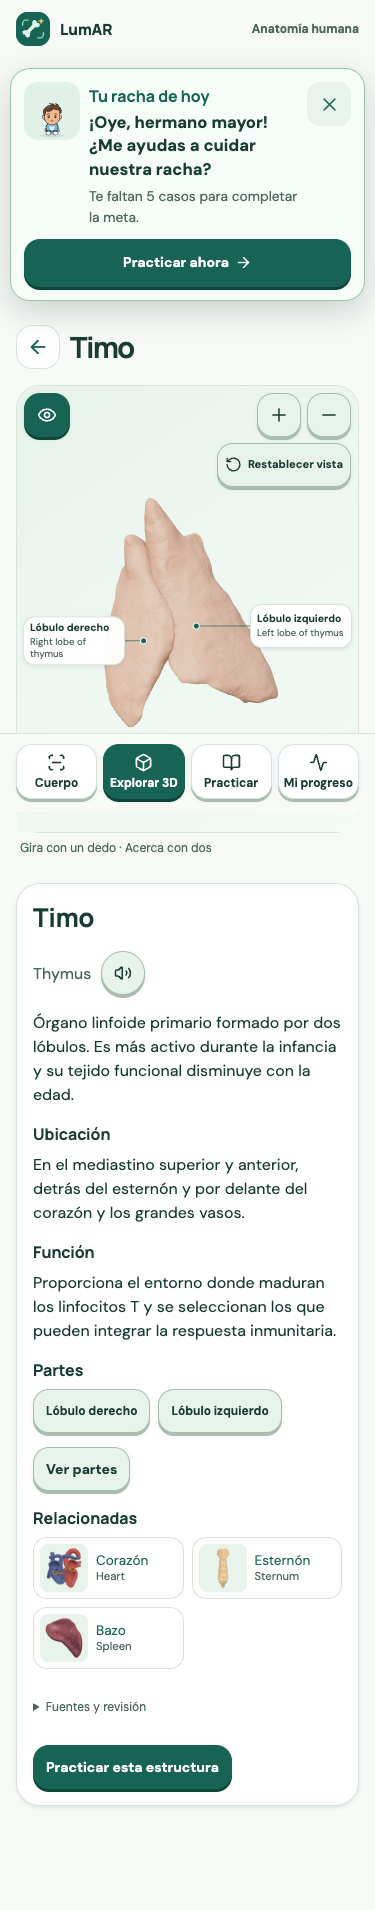 LumAR
Anatomía humana
Tu racha de hoy
¡Oye, hermano mayor!
¿Me ayudas a cuidar
nuestra racha?
Te faltan 5 casos para completar
la meta.
Practicar ahora →
Timo
Restablecer vista
Lóbulo derecho
Right lobe of
thymus
Lóbulo izquierdo
Left lobe of thymus
Cuerpo
Explorar 3D
Practicar
Mi progreso
Gira con un dedo · Acerca con dos
Timo
Thymus
Órgano linfoide primario formado por dos
lóbulos. Es más activo durante la infancia
y su tejido funcional disminuye con la
edad.
Ubicación
En el mediastino superior y anterior,
detrás del esternón y por delante del
corazón y los grandes vasos.
Función
Proporciona el entorno donde maduran
los linfocitos T y se seleccionan los que
pueden integrar la respuesta inmunitaria.
Partes
Lóbulo derecho
Lóbulo izquierdo
Ver partes
Relacionadas
Corazón
Heart
Esternón
Sternum
Bazo
Spleen
Fuentes y revisión
Practicar esta estructura